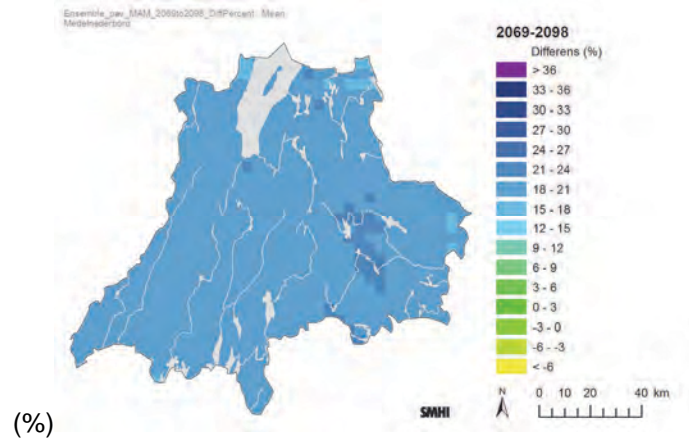 Ensemble_pav_MAM_2069to2098_DiffPercent: Mean
Medelnederbörd
2069-2098
Differens (%)
> 36
33 - 36
30 - 33
27 - 30
24 - 27
21 - 24
18 - 21
15 - 18
12 - 15
9 - 12
6 - 9
3 - 6
0 - 3
-3 - 0
-6 - -3
< -6
N
0 10 20 40 km
SMHI
(%)